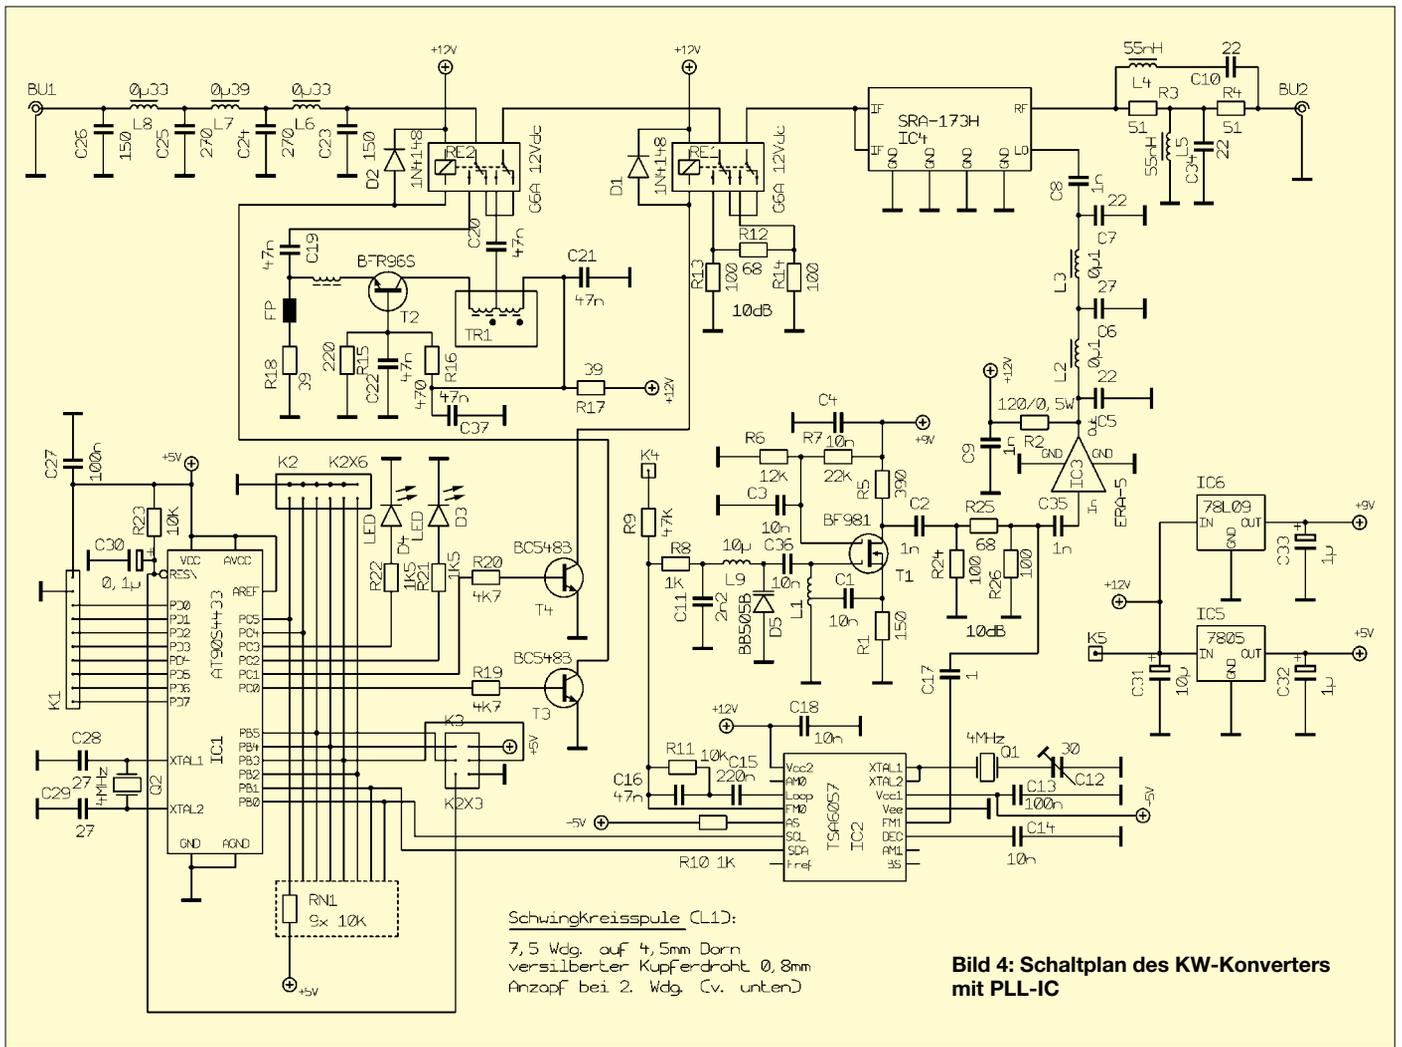 +12V
+12V
BU1
0µ33
L8
0µ39
L7
0µ33
L6
C26
150
C25
270
C24
270
C23
150
D2
1N4148
RE2
G6A 12Vdc
D1
1N4148
RE1
G6A 12Vdc
IF
IF
SRA-173H
IC4
GND
GND
GND
GND
RF
LO
55nH
L4
22
C10
R3
51
R4
51
BU2
55nH
L5
C34
22
C8
1n
22
C7
L3
0µ1
27
C6
L2
0µ1
22
C5
47n
C19
C20
47n
BFR96S
T2
C21
47n
TR1
FP
R18
39
220
R15
C22
47n
R16
470
47n
C37
39
R17
+12V
R12
68
R13
100
R14
100
10dB
+12V
120/0,5W
R2
C9
1n
Out
GND
GND
IC3
In
ERA-5
C27
100n
+5V
R23
10K
C30
0,1µ
K2
K2X6
LED
D4
LED
D3
R22
1K5
R21
1K5
R20
4K7
BC548B
T4
R19
4K7
BC548B
T3
VCC
AVCC
RES\
AREF
PD0
PD1
PD2
PD3
PD4
PD5
PD6
PD7
AT90S4433
IC1
PC5
PC4
PC3
PC2
PC1
PC0
PB5
PB4
PB3
PB2
PB1
PB0
XTAL1
XTAL2
GND
AGND
K1
C28
27
4MHz
Q2
C29
27
K3
+5V
K2X3
RN1
9x 10K
+5V
K4
R9
47K
R8
1K
C11
2n2
10µ
L9
C36
10n
BB505B
D5
L1
C1
10n
R1
150
R6
12K
C3
10n
C4
10n
R7
22K
R5
390
+9V
BF981
T1
C2
1n
R24
100
R25
68
R26
100
10dB
C35
1n
C17
1
+12V
C18
10n
R11
10k
C16
47n
C15
220n
-5V
R10 1K
Vcc2
AM0
Loop
FM0
AS
SCL
SDA
fref
TSA6057
IC2
XTAL1
XTAL2
Vcc1
Vee
FM1
DEC
AM1
BS
4MHz
Q1
30
C12
C13
100n
C14
10n
-5V
IC6
78L09
IN
OUT
GND
C33
1µ
+9V
+12V
K5
C31
10µ
IC5
7805
IN
OUT
GND
C32
1µ
+5V
Schwingkreisspule (L1):
7,5 Wdg. auf 4,5mm Dorn
versilberter Kupferdraht 0,8mm
Anzapf bei 2. Wdg. (v. unten)
Bild 4: Schaltplan des KW-Konverters
mit PLL-IC